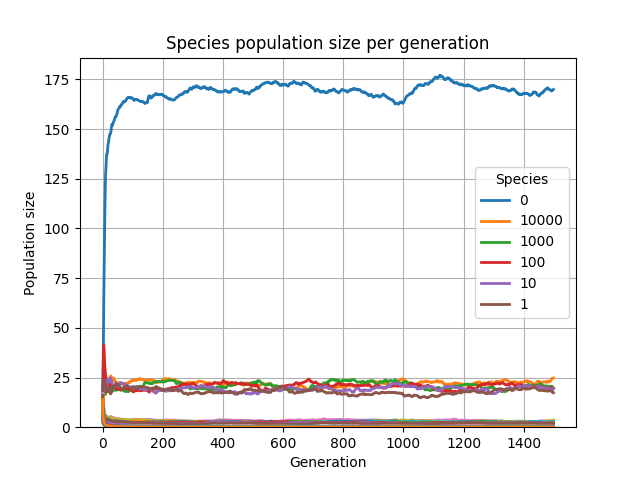 Species population size per generation
Population size
175
150
125
100
75
50
25
0
Species
0
10000
1000
100
10
1
0 200 400 600 800 1000 1200 1400
Generation